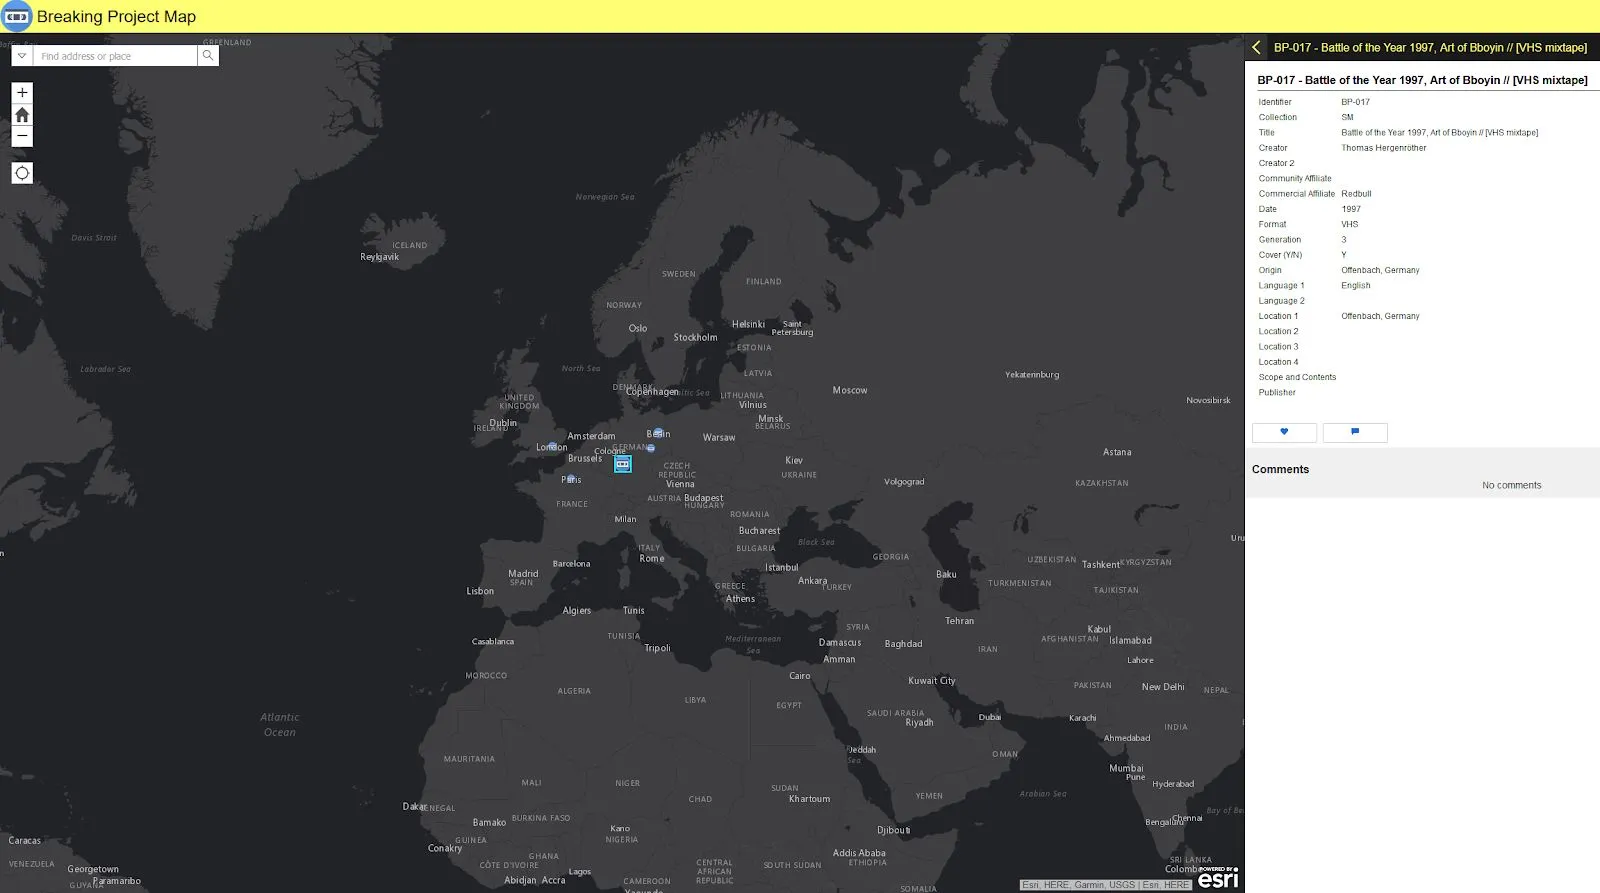 Breaking Project Map
GREENLAND
Find address or place
BP-017 - Battle of the Year 1997, Art of Bboyin // [VHS mixtape]
BP-017 - Battle of the Year 1997, Art of Bboyin // [VHS mixtape]
Identifier BP-017
Collection SM
Title Battle of the Year 1997, Art of Bboyin // [VHS mixtape]
Creator Thomas Hergenröther
Creator 2
Community Affiliate
Commercial Affiliate Redbull
Date 1997
Format VHS
Generation 3
Cover (Y/N) Y
Origin Offenbach, Germany
Language 1 English
Language 2
Location 1 Offenbach, Germany
Location 2
Location 3
Location 4
Scope and Contents
Publisher
Comments
No comments
Norwegian Sea
Davis Strait
ICELAND
Reykjavik
SWEDEN
FINLAND
NORWAY
Oslo
Helsinki
Saint
Petersburg
Stockholm
ESTONIA
Labrador Sea
North Sea
LATVIA
Yekaterinburg
DENMARK
Copenhagen
Moscow
LITHUANIA
Vilnius
Novosibirsk
UNITED
KINGDOM
Minsk
BELARUS
Dublin
IRELAND
Amsterdam
Berlin
Warsaw
London
GERMANY
Cologne
Brussels
Astana
Kiev
CZECH
REPUBLIC
UKRAINE
Paris
Vienna
Volgograd
KAZAKHSTAN
AUSTRIA
Budapest
HUNGARY
FRANCE
ROMANIA
Milan
Bucharest
Black Sea
ITALY
BULGARIA
Rome
GEORGIA
UZBEKISTAN
Tashkent
KYRGYZSTAN
Barcelona
Istanbul
Madrid
SPAIN
Ankara
TURKEY
Baku
TURKMENISTAN
GREECE
Lisbon
Athens
TAJIKISTAN
Algiers
Tunis
Tehran
SYRIA
Kabul
Casablanca
TUNISIA
Mediterranean
Sea
Damascus
Baghdad
AFGHANISTAN
Islamabad
Tripoli
IRAN
Amman
Lahore
MOROCCO
Cairo
Kuwait City
PAKISTAN
New Delhi
NEPAL
ALGERIA
LIBYA
EGYPT
SAUDI ARABIA
Riyadh
Dubai
Karachi
INDIA
Atlantic
Ocean
Ahmedabad
Jeddah
Sea
OMAN
MAURITANIA
Mumbai
Pune
MALI
NIGER
SUDAN
Hyderabad
CHAD
Khartoum
YEMEN
Arabian Sea
Dakar
SENEGAL
Bamako
BURKINA FASO
Chennai
Bengaluru
Kano
NIGERIA
Djibouti
Caracas
GUINEA
Conakry
GHANA
Addis Ababa
ETHIOPIA
VENEZUELA
Georgetown
CÔTE D'IVOIRE
Lagos
CENTRAL
AFRICAN
REPUBLIC
SOUTH SUDAN
SRI LANKA
GUYANA
Paramaribo
Abidjan
Accra
CAMEROON
Yaounde
SOMALIA
Esri, HERE, Garmin, USGS | Esri, HERE
POWERED BY
esri